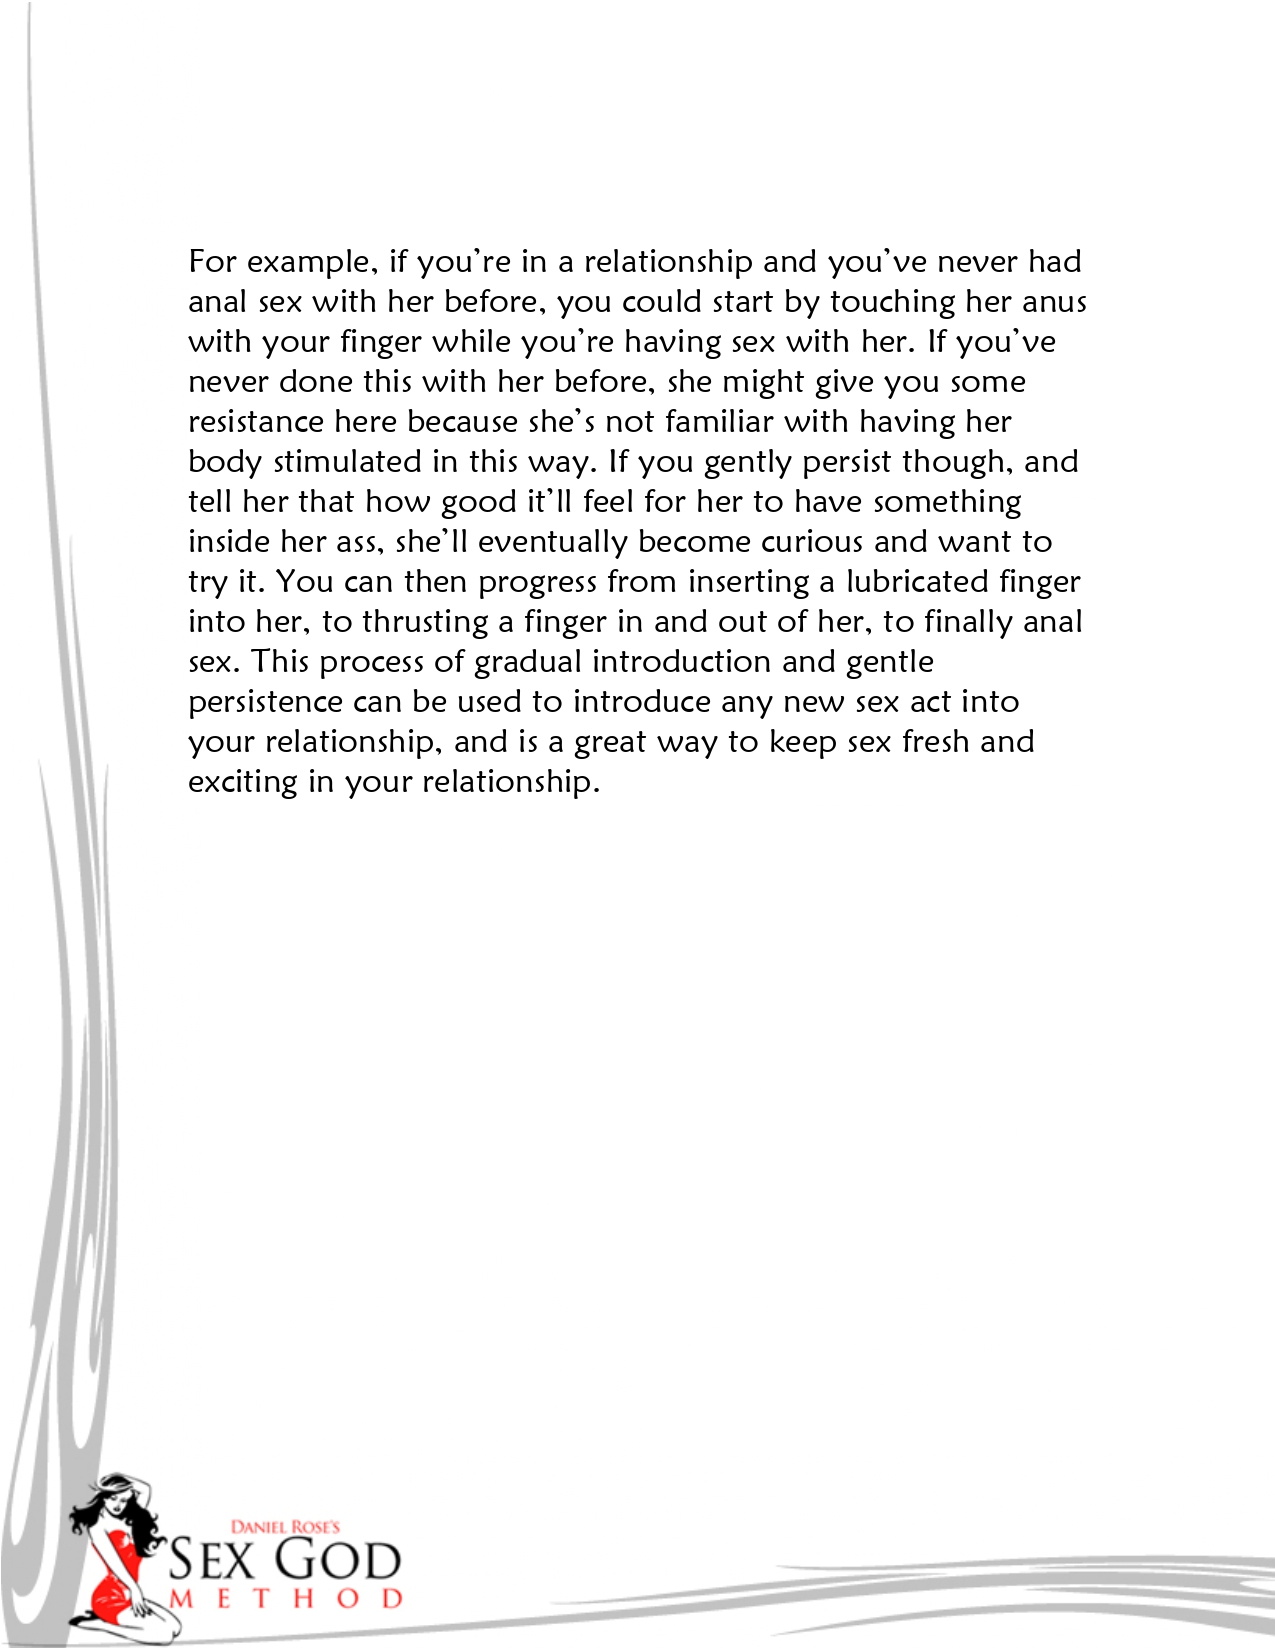 For example, if you’re in a relationship and you’ve never had
anal sex with her before, you could start by touching her anus
with your finger while you’re having sex with her. If you’ve
never done this with her before, she might give you some
resistance here because she’s not familiar with having her
body stimulated in this way. If you gently persist though, and
tell her that how good it’ll feel for her to have something
inside her ass, she’ll eventually become curious and want to
try it. You can then progress from inserting a lubricated finger
into her, to thrusting a finger in and out of her, to finally anal
sex. This process of gradual introduction and gentle
persistence can be used to introduce any new sex act into
your relationship, and is a great way to keep sex fresh and
exciting in your relationship.
DANIEL ROSE’S
SEX GOD
METHOD